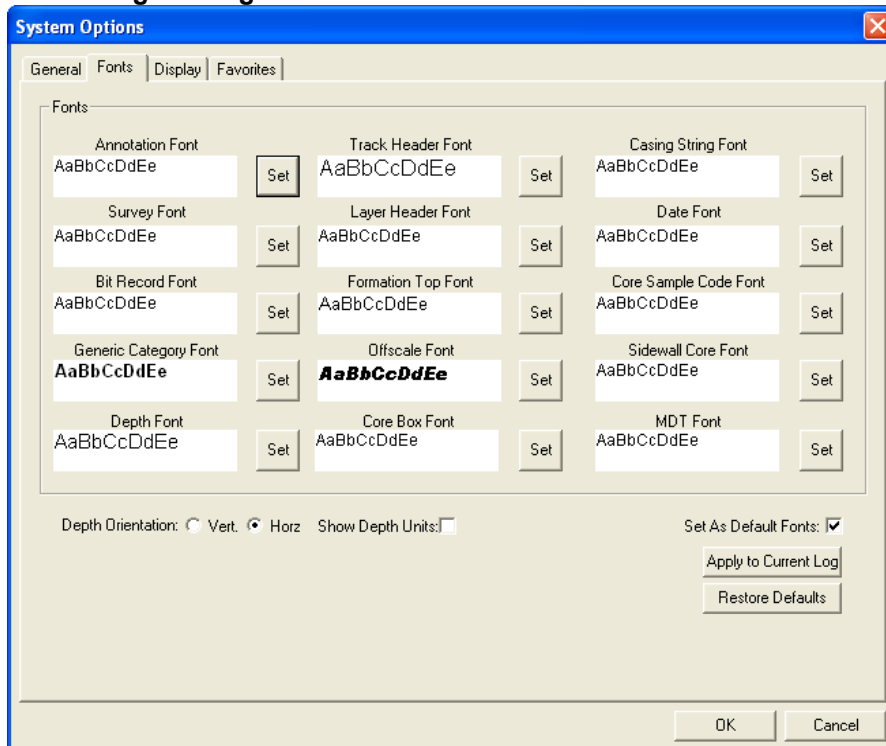 System Options
General Fonts Display Favorites
Fonts
Annotation Font Track Header Font Casing String Font
AaBbCcDdEe Set AaBbCcDdEe Set AaBbCcDdEe Set
Survey Font Layer Header Font Date Font
AaBbCcDdEe Set AaBbCcDdEe Set AaBbCcDdEe Set
Bit Record Font Formation Top Font Core Sample Code Font
AaBbCcDdEe Set AaBbCcDdEe Set AaBbCcDdEe Set
Generic Category Font Offscale Font Sidewall Core Font
AaBbCcDdEe Set AaBbCcDdEe Set AaBbCcDdEe Set
Depth Font Core Box Font MDT Font
AaBbCcDdEe Set AaBbCcDdEe Set AaBbCcDdEe Set
Depth Orientation: Vert. Horz Show Depth Units: Set As Default Fonts:
Apply to Current Log
Restore Defaults
OK Cancel